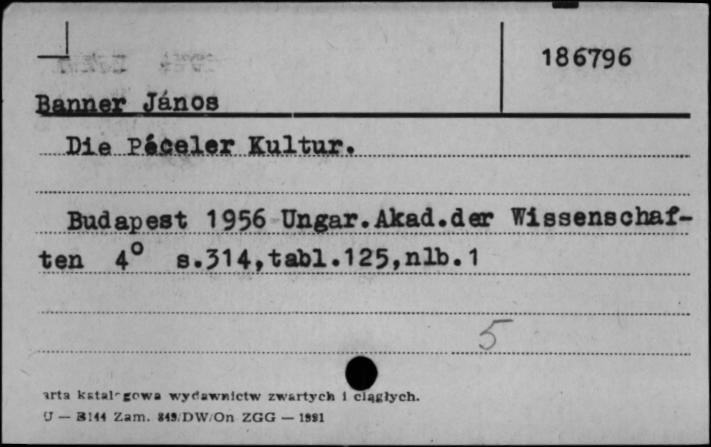 186796
Banner János
Die Péceler Kultur.
Budapest 1956 Ungar.Akad.der Wissenschaf-
ten 4° s.314,tabl.125,nlb.1
5
arta katalogowa wydawnictw zwartych i ciągłych.
U — B144 Zam. 849/DW/On ZGG — 1981